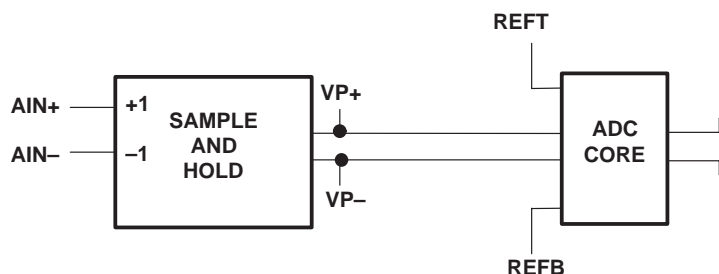 REFT
AIN+
+1
AIN–
–1
SAMPLE
AND
HOLD
VP+
VP–
ADC
CORE
REFB